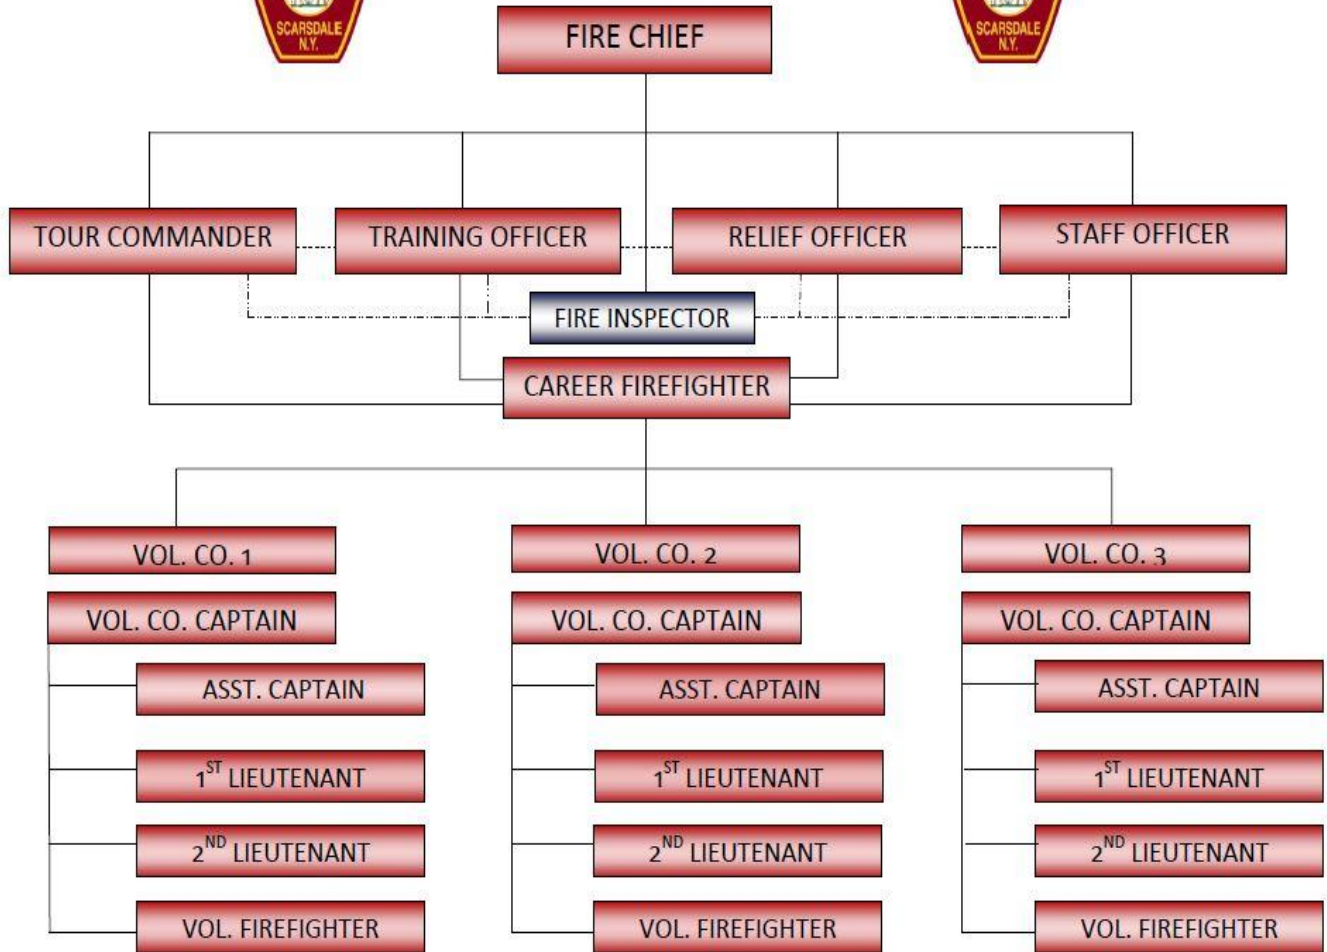 SCARSDALE
N.Y.
SCARSDALE
N.Y.
FIRE CHIEF
TOUR COMMANDER
TRAINING OFFICER
RELIEF OFFICER
STAFF OFFICER
FIRE INSPECTOR
CAREER FIREFIGHTER
VOL. CO. 1
VOL. CO. 2
VOL. CO. 3
VOL. CO. CAPTAIN
VOL. CO. CAPTAIN
VOL. CO. CAPTAIN
ASST. CAPTAIN
ASST. CAPTAIN
ASST. CAPTAIN
1ST LIEUTENANT
1ST LIEUTENANT
1ST LIEUTENANT
2ND LIEUTENANT
2ND LIEUTENANT
2ND LIEUTENANT
VOL. FIREFIGHTER
VOL. FIREFIGHTER
VOL. FIREFIGHTER